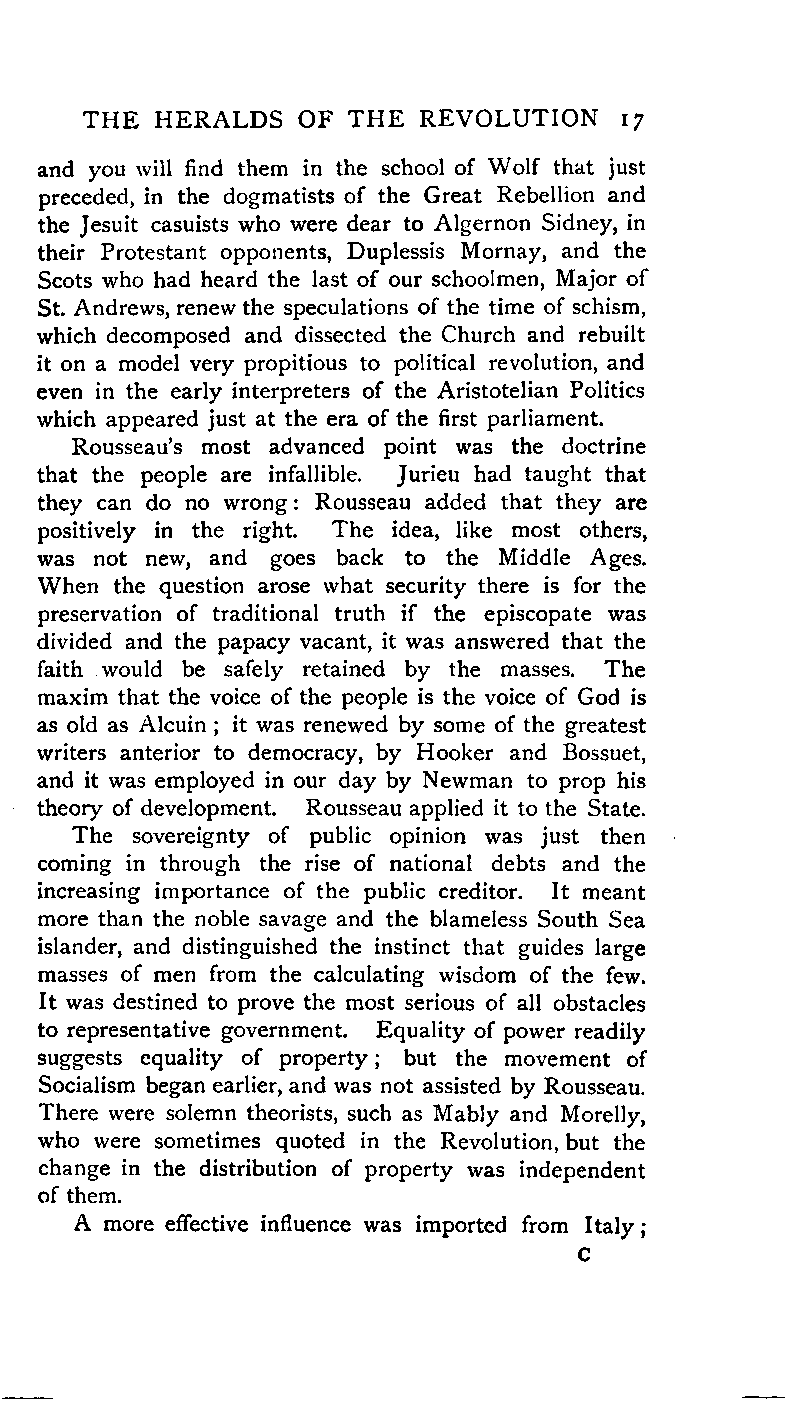 THE HERALDS OF THE REVOLUTION 17
and you will find them in the school of Wolf that just
preceded, in the dogmatists of the Great Rebellion and
the Jesuit casuists who were dear to Algernon Sidney, in
their Protestant opponents, Duplessis Mornay, and the
Scots who had heard the last of our schoolmen, Major of
St. Andrews, renew the speculations of the time of schism,
which decomposed and dissected the Church and rebuilt
it on a model very propitious to political revolution, and
even in the early interpreters of the Aristotelian Politics
which appeared just at the era of the first parliament.
Rousseau's most advanced point was the doctrine
that the people are infallible. Jurieu had taught that
they can do no wrong: Rousseau added that they are
positively in the right. The idea, like most others,
was not new, and goes back to the Middle Ages.
When the question arose what security there is for the
preservation of traditional truth if the episcopate was
divided and the papacy vacant, it was answered that the
faith would be safely retained by the masses. The
maxim that the voice of the people is the voice of God is
as old as Alcuin; it was renewed by some of the greatest
writers anterior to democracy, by Hooker and Bossuet,
and it was employed in our day by Newman to prop his
theory of development. Rousseau applied it to the State.
The sovereignty of public opinion was just then
coming in through the rise of national debts and the
increasing importance of the public creditor. It meant
more than the noble savage and the blameless South Sea
islander, and distinguished the instinct that guides large
masses of men from the calculating wisdom of the few.
It was destined to prove the most serious of all obstacles
to representative government. Equality of power readily
suggests equality of property; but the movement of
Socialism began earlier, and was not assisted by Rousseau.
There were solemn theorists, such as Mably and Morelly,
who were sometimes quoted in the Revolution, but the
change in the distribution of property was independent
of them.
A more effective influence was imported from Italy;
C